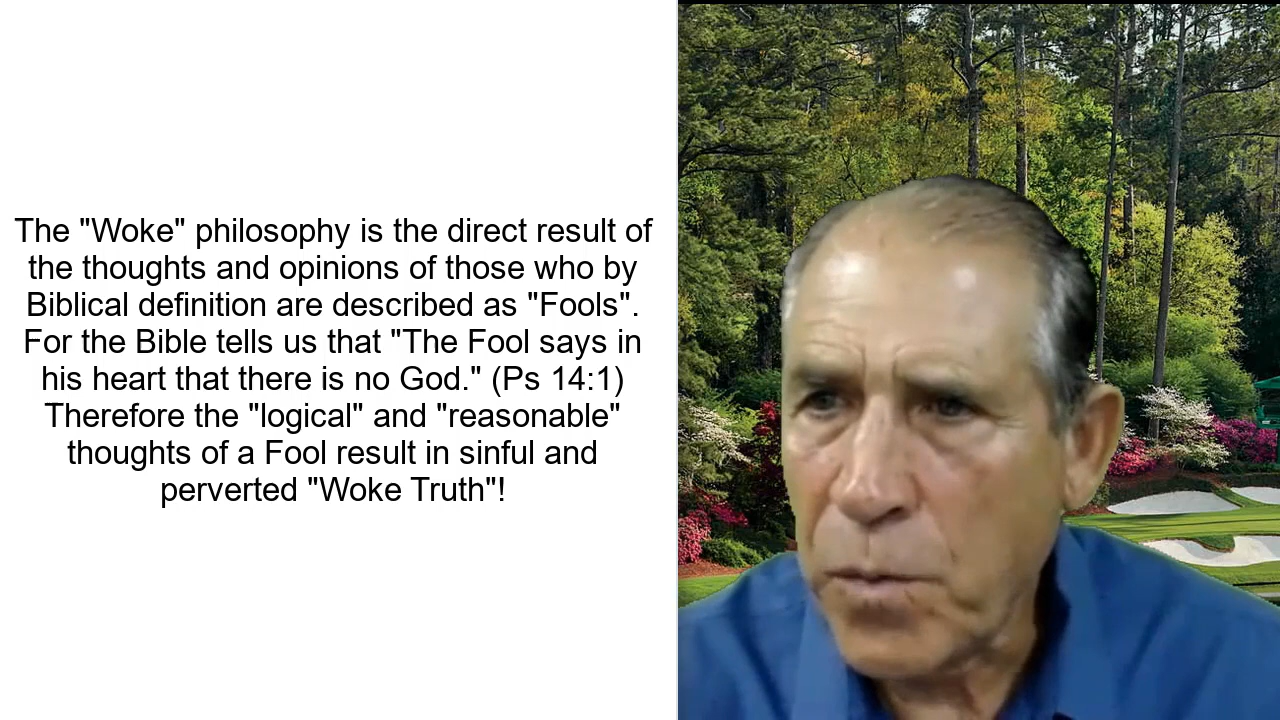 The "Woke" philosophy is the direct result of
the thoughts and opinions of those who by
Biblical definition are described as "Fools".
For the Bible tells us that "The Fool says in
his heart that there is no God." (Ps 14:1)
Therefore the "logical" and "reasonable"
thoughts of a Fool result in sinful and
perverted "Woke Truth"!